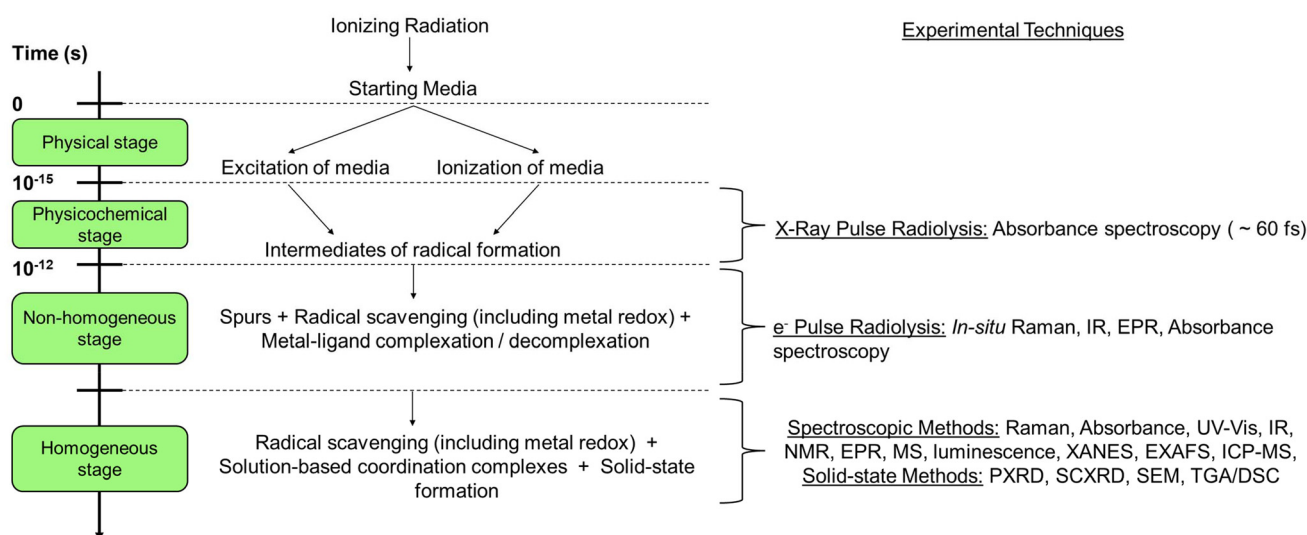 Ionizing Radiation
Experimental Techniques
Time (s)
Starting Media
0
Physical stage
Excitation of media
Ionization of media
10⁻¹⁵
Physicochemical
stage
X-Ray Pulse Radiolysis: Absorbance spectroscopy ( ~ 60 fs)
Intermediates of radical formation
10⁻¹²
Non-homogeneous
stage
Spurs + Radical scavenging (including metal redox) +
Metal-ligand complexation / decomplexation
e⁻ Pulse Radiolysis: In-situ Raman, IR, EPR, Absorbance
spectroscopy
Homogeneous
stage
Radical scavenging (including metal redox) +
Solution-based coordination complexes + Solid-state
formation
Spectroscopic Methods: Raman, Absorbance, UV-Vis, IR,
NMR, EPR, MS, luminescence, XANES, EXAFS, ICP-MS,
Solid-state Methods: PXRD, SCXRD, SEM, TGA/DSC